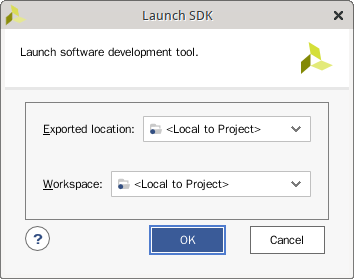 Launch SDK
Launch software development tool.
Exported location: <Local to Project>
Workspace: <Local to Project>
? OK Cancel